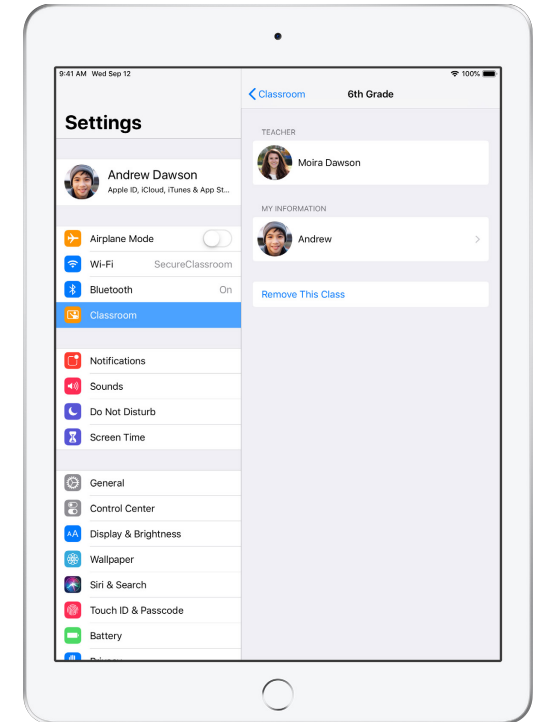 9:41 AM Wed Sep 12
100%
Settings
Andrew Dawson
Apple ID, iCloud, iTunes & App St...
Airplane Mode
Wi-Fi SecureClassroom
Bluetooth On
Classroom
Notifications
Sounds
Do Not Disturb
Screen Time
General
Control Center
Display & Brightness
Wallpaper
Siri & Search
Touch ID & Passcode
Battery
Classroom 6th Grade
TEACHER
Moira Dawson
MY INFORMATION
Andrew
Remove This Class